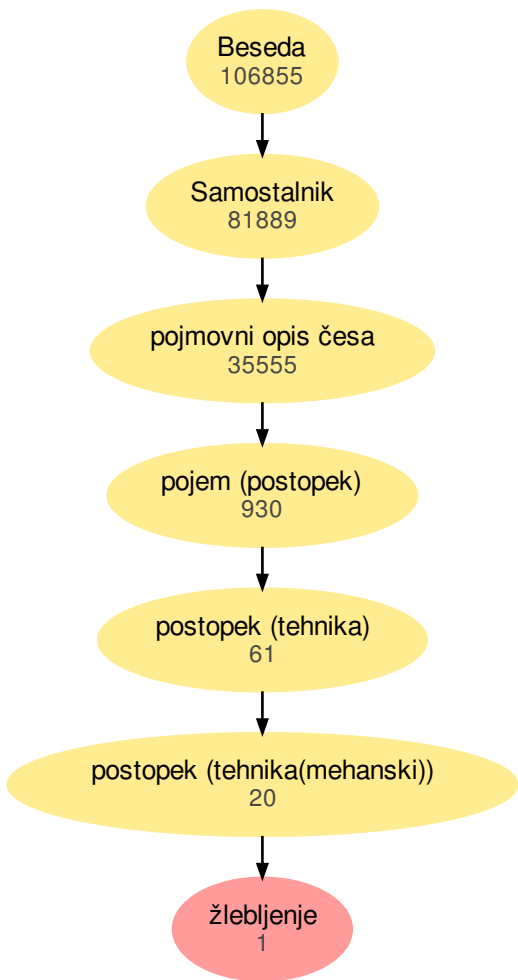 Beseda
106855
Samostalnik
81889
pojmovni opis česa
35555
pojem (postopek)
930
postopek (tehnika)
61
postopek (tehnika(mehanski))
20
žlebljenje
1